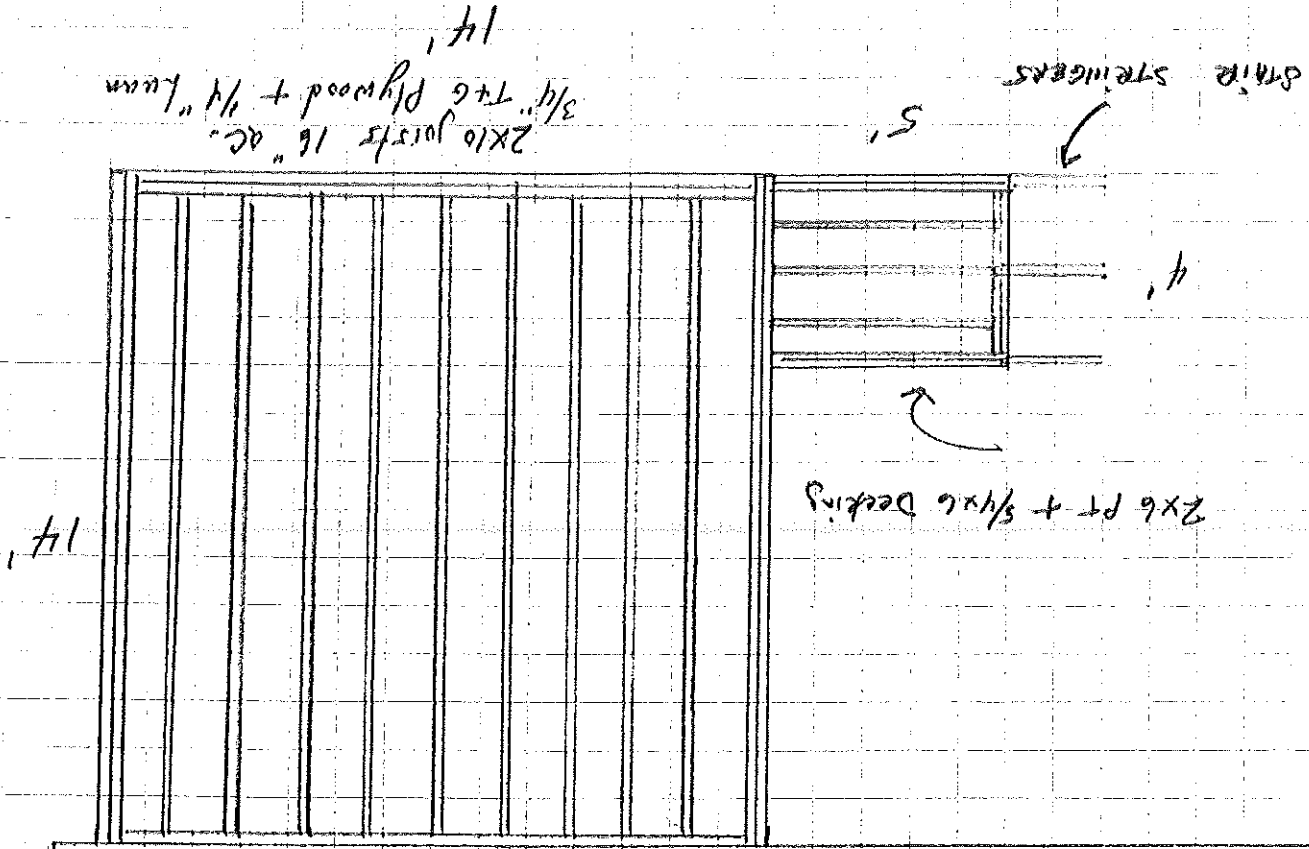 14'
2x6 PT + 5/4x6 Decking
4'
2x10 joists 16" OC.
5'
3/4" T+G Plywood + 1/4" Luan
STAIR STRINGERS
14'